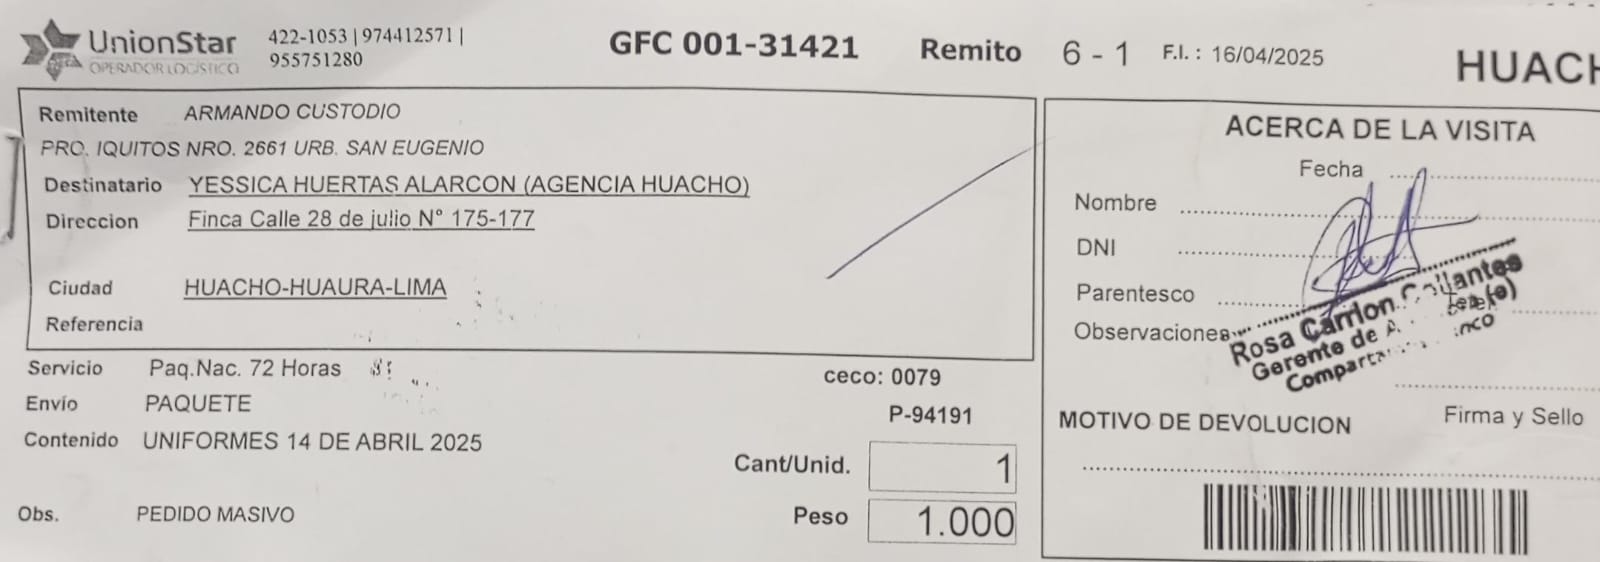 UnionStar
OPERADOR LOGÍSTICO
422-1053 | 974412571 |
955751280
GFC 001-31421
Remito 6 - 1
F.I. : 16/04/2025
Remitente ARMANDO CUSTODIO
PRO. IQUITOS NRO. 2661 URB. SAN EUGENIO
Destinatario YESSICA HUERTAS ALARCON (AGENCIA HUACHO)
Direccion Finca Calle 28 de julio N° 175-177
Ciudad HUACHO-HUAURA-LIMA
Referencia
Servicio Paq.Nac. 72 Horas
ceco: 0079
Envío PAQUETE
P-94191
Contenido UNIFORMES 14 DE ABRIL 2025
Cant/Unid. 1
Obs. PEDIDO MASIVO
Peso 1.000
HUACH
ACERCA DE LA VISITA
Fecha
Nombre
DNI
Parentesco
Observaciones
Rosa Carrion
Gerente de
MOTIVO DE DEVOLUCION
Firma y Sello